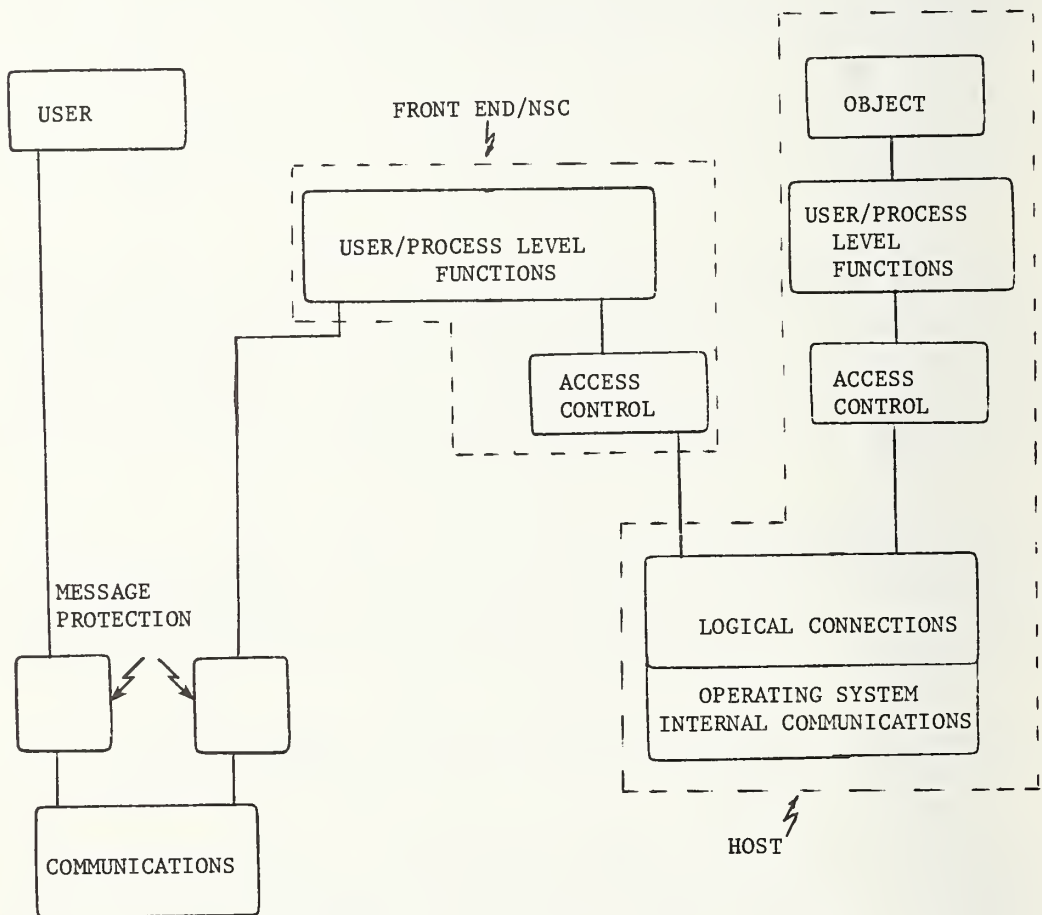 USER
FRONT END/NSC
OBJECT
USER/PROCESS LEVEL
FUNCTIONS
USER/PROCESS
LEVEL
FUNCTIONS
ACCESS
CONTROL
ACCESS
CONTROL
MESSAGE
PROTECTION
LOGICAL CONNECTIONS
OPERATING SYSTEM
INTERNAL COMMUNICATIONS
HOST
COMMUNICATIONS